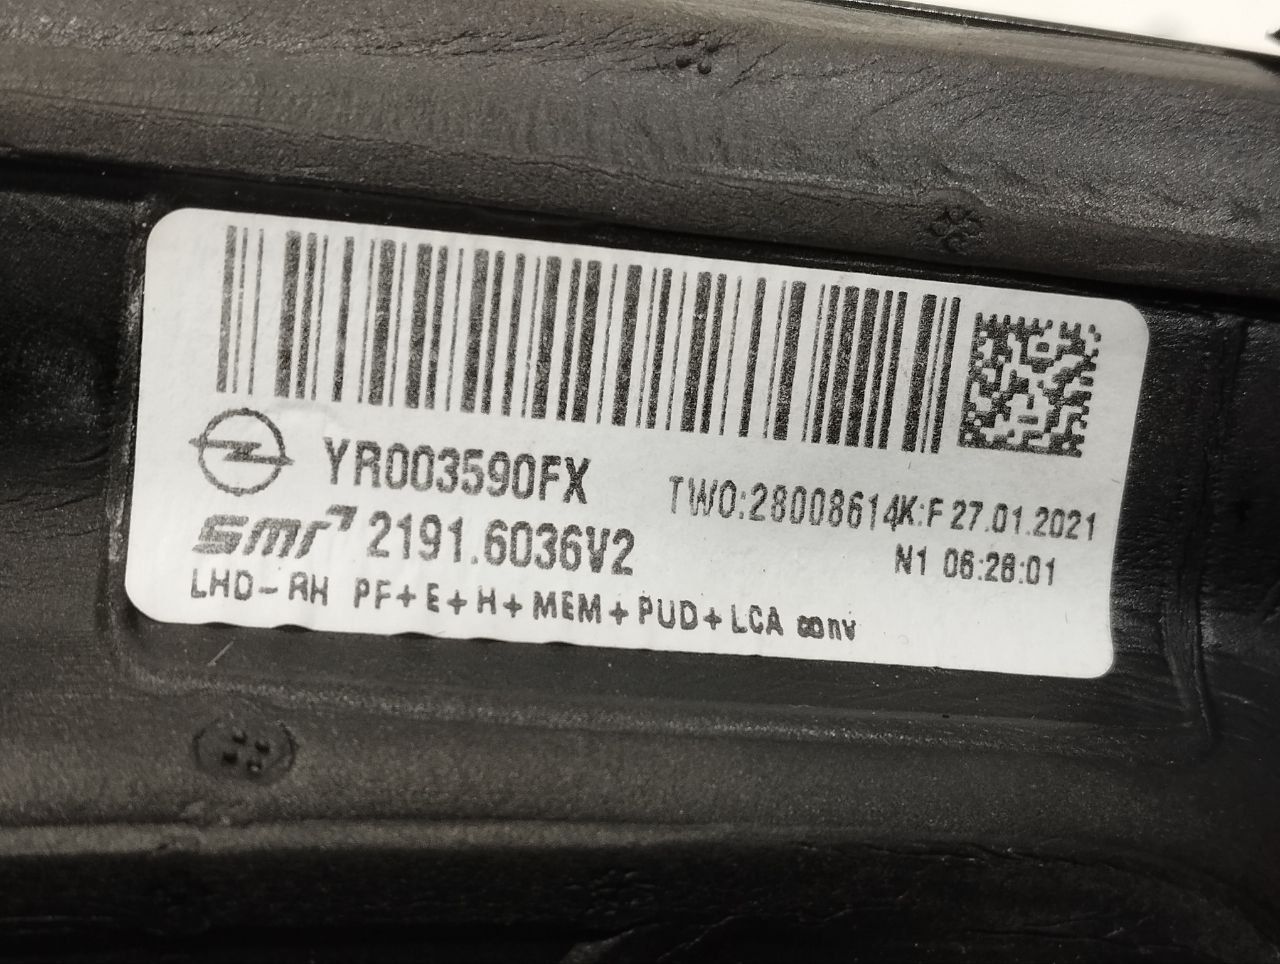 YR003590FX
TWO:28008614K:F 27.01.2021
smr 2191.6036V2
N1 06:28:01
LHD-RH PF+E+H+MEM+PUD+LCA conv